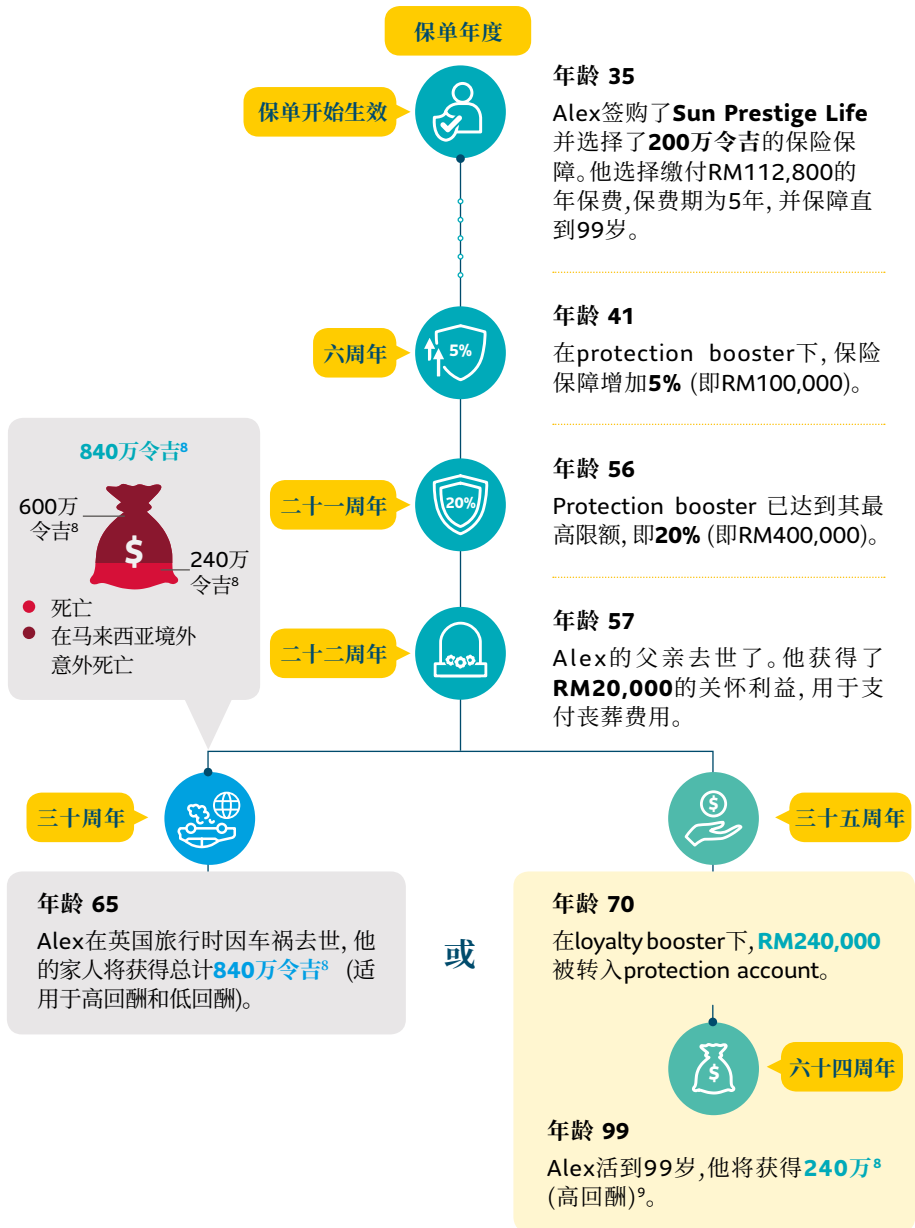 保单年度
保单开始生效
年龄 35
Alex签购了Sun Prestige Life
并选择了200万令吉的保险保
障。他选择缴付RM112,800的
年保费,保费期为5年, 并保障直
到99岁。
六周年
5%
年龄 41
在protection booster下, 保险
保障增加5% (即RM100,000)。
二十一周年
20%
年龄 56
Protection booster 已达到其最
高限额, 即20% (即RM400,000)。
840万令吉⁸
600万
令吉⁸
$
240万
令吉⁸
死亡
在马来西亚境外
意外死亡
二十二周年
年龄 57
Alex的父亲去世了。他获得了
RM20,000的关怀利益, 用于支
付丧葬费用。
三十周年
年龄 65
Alex在英国旅行时因车祸去世, 他
的家人将获得总计840万令吉⁸ (适
用于高回酬和低回酬)。
或
$
三十五周年
年龄 70
在loyalty booster下, RM240,000
被转入protection account。
$
六十四周年
年龄 99
Alex活到99岁,他将获得240万⁸
(高回酬)⁹。